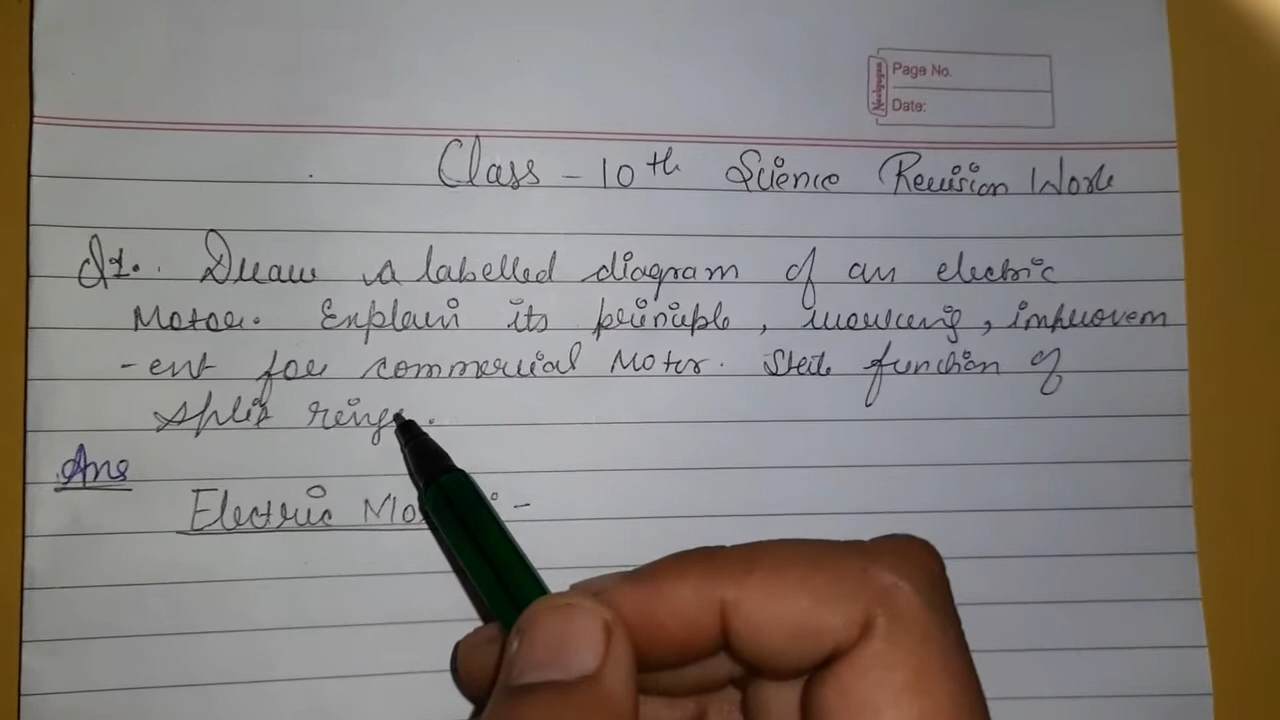 Page No.
Neelgagan
Date:
Class - 10th Science Revision Work
Q1. Draw a labelled diagram of an electric
Motor. Explain its principle, working, improvem
-ent for commercial Motor. State function of
split rings.
Ans
Electric Mo :-